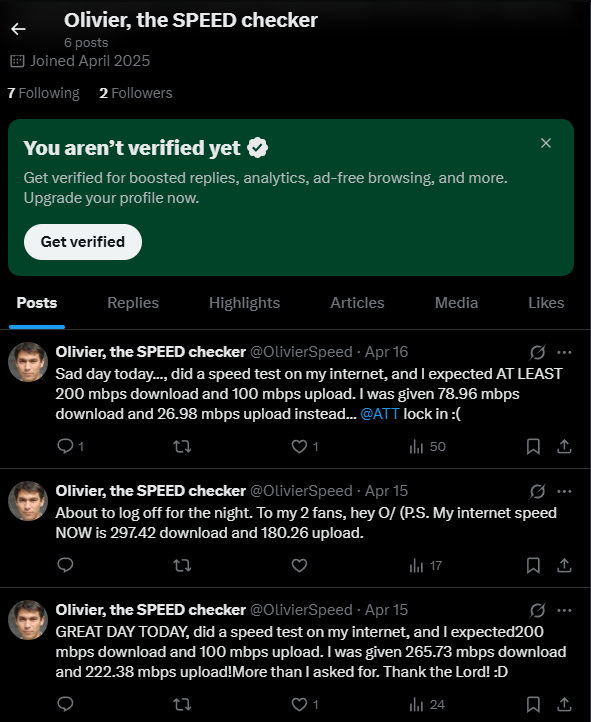 Olivier, the SPEED checker
6 posts
Joined April 2025
7 Following 2 Followers
You aren't verified yet
Get verified for boosted replies, analytics, ad-free browsing, and more.
Upgrade your profile now.
Get verified
Posts Replies Highlights Articles Media Likes
Olivier, the SPEED checker @OlivierSpeed · Apr 16
Sad day today..., did a speed test on my internet, and I expected AT LEAST
200 mbps download and 100 mbps upload. I was given 78.96 mbps
download and 26.98 mbps upload instead... @ATT lock in :(
1 1 50
Olivier, the SPEED checker @OlivierSpeed · Apr 15
About to log off for the night. To my 2 fans, hey O/ (P.S. My internet speed
NOW is 297.42 download and 180.26 upload.
17
Olivier, the SPEED checker @OlivierSpeed · Apr 15
GREAT DAY TODAY, did a speed test on my internet, and I expected200
mbps download and 100 mbps upload. I was given 265.73 mbps download
and 222.38 mbps upload!More than I asked for. Thank the Lord! :D
1 24